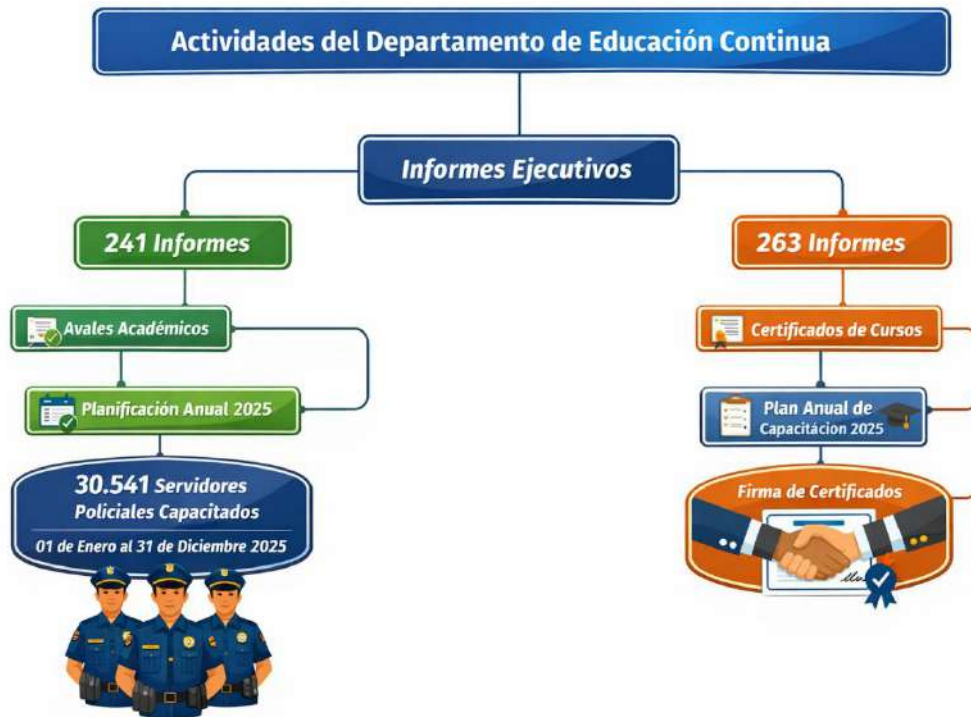 Actividades del Departamento de Educación Continua
Informes Ejecutivos
241 Informes
Avales Académicos
Planificación Anual 2025
30.541 Servidores
Policiales Capacitados
01 de Enero al 31 de Diciembre 2025
263 Informes
Certificados de Cursos
Plan Anual de
Capacitácion 2025
Firma de Certificados